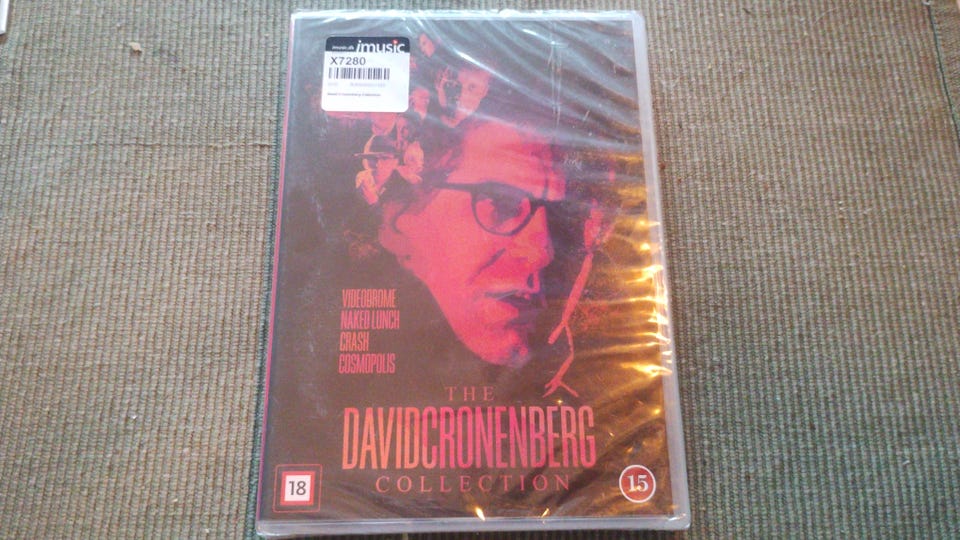 imusic
X7280
VIDEODROME
NAKED LUNCH
CRASH
COSMOPOLIS
THE
DAVIDCRONENBERG
COLLECTION
18
15